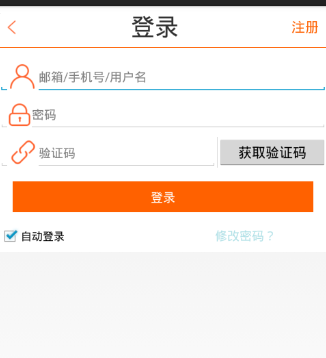 登录 注册
邮箱/手机号/用户名
密码
验证码 获取验证码
登录
自动登录 修改密码？